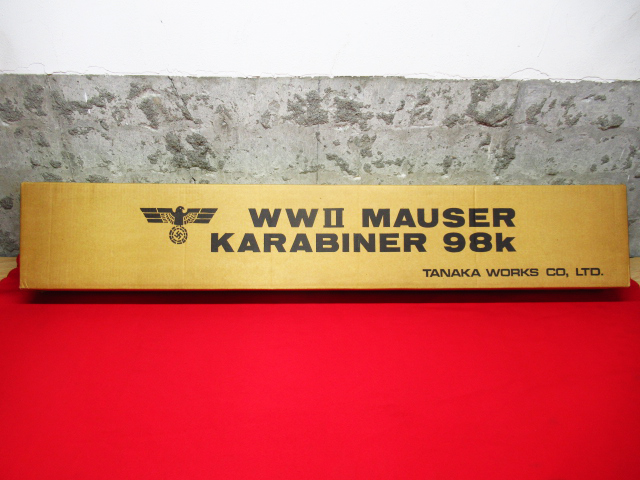 WWII MAUSER
KARABINER 98k
TANAKA WORKS CO, LTD.